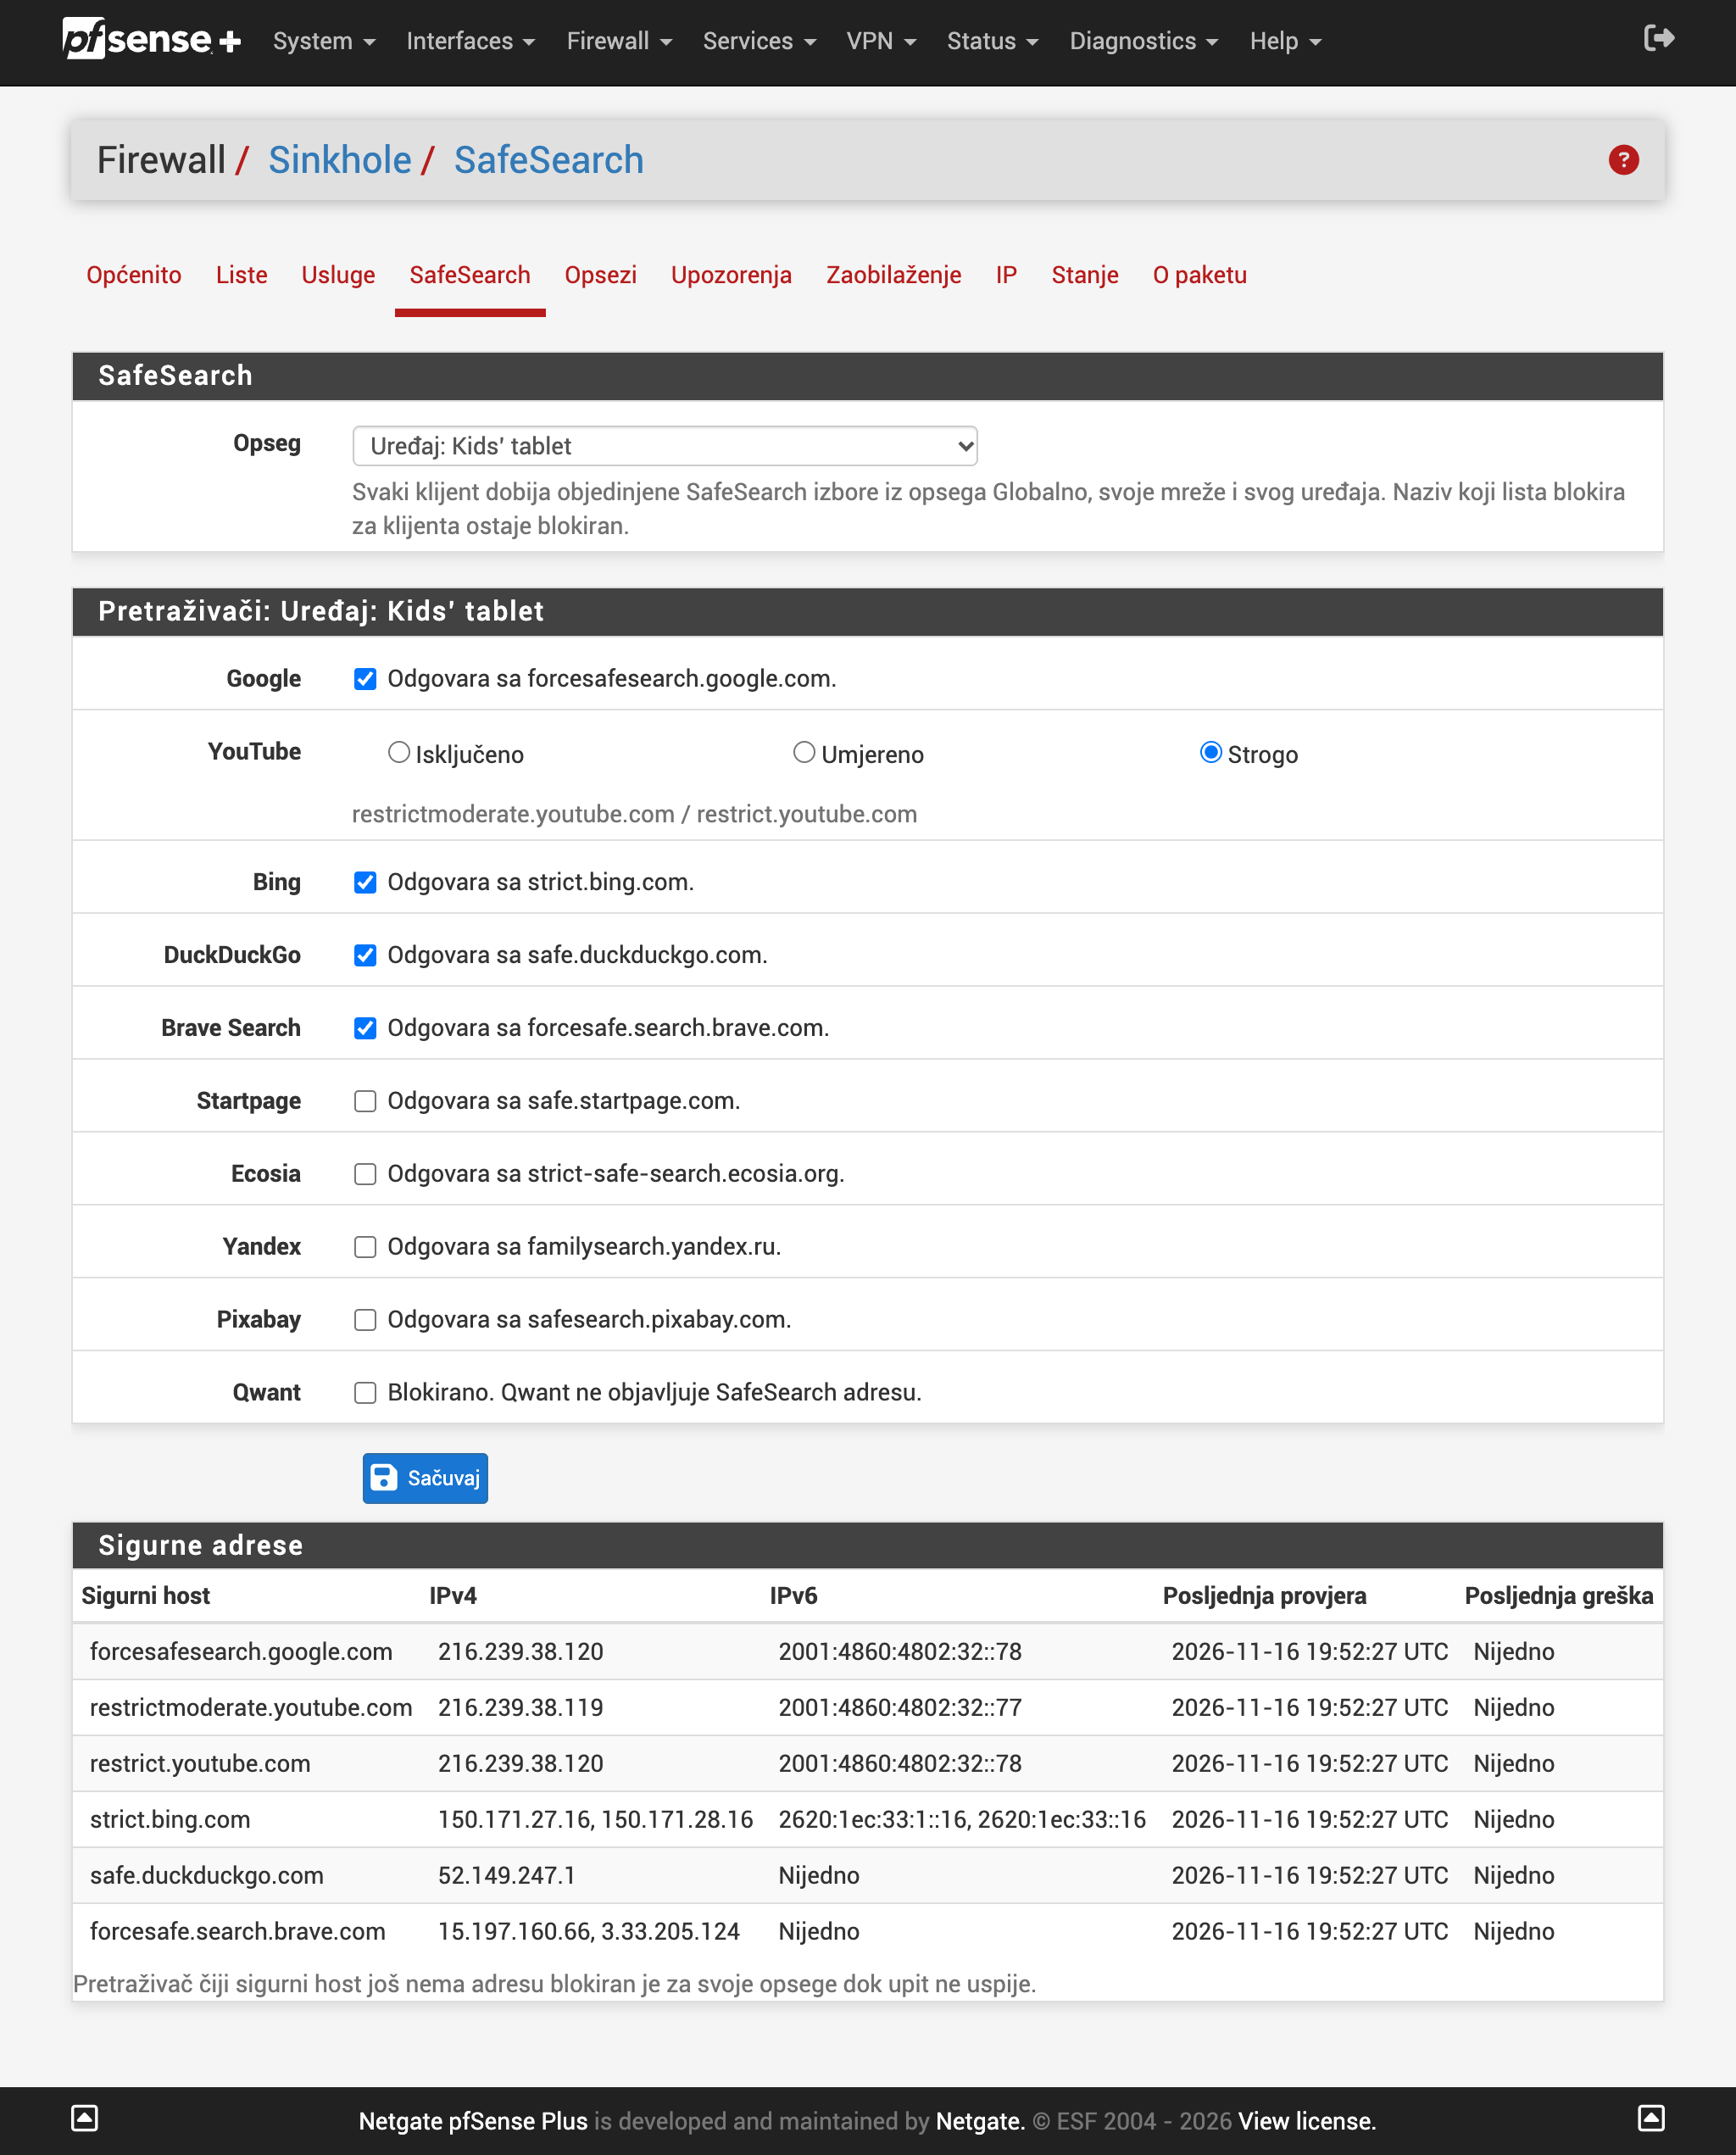 pfsense + System Interfaces Firewall Services VPN Status Diagnostics Help
Firewall / Sinkhole / SafeSearch ?
Općenito Liste Usluge SafeSearch Opsezi Upozorenja Zaobilaženje IP Stanje O paketu
SafeSearch
Opseg Uređaj: Kids' tablet
Svaki klijent dobija objedinjene SafeSearch izbore iz opsega Globalno, svoje mreže i svog uređaja. Naziv koji lista blokira
za klijenta ostaje blokiran.
Pretraživači: Uređaj: Kids' tablet
Google Odgovara sa forcesafesearch.google.com.
YouTube Isključeno Umjereno Strogo
restrictmoderate.youtube.com / restrict.youtube.com
Bing Odgovara sa strict.bing.com.
DuckDuckGo Odgovara sa safe.duckduckgo.com.
Brave Search Odgovara sa forcesafe.search.brave.com.
Startpage Odgovara sa safe.startpage.com.
Ecosia Odgovara sa strict-safe-search.ecosia.org.
Yandex Odgovara sa familysearch.yandex.ru.
Pixabay Odgovara sa safesearch.pixabay.com.
Qwant Blokirano. Qwant ne objavljuje SafeSearch adresu.
Sačuvaj
Sigurne adrese
Sigurni host IPv4 IPv6 Posljednja provjera Posljednja greška
forcesafesearch.google.com 216.239.38.120 2001:4860:4802:32::78 2026-11-16 19:52:27 UTC Nijedno
restrictmoderate.youtube.com 216.239.38.119 2001:4860:4802:32::77 2026-11-16 19:52:27 UTC Nijedno
restrict.youtube.com 216.239.38.120 2001:4860:4802:32::78 2026-11-16 19:52:27 UTC Nijedno
strict.bing.com 150.171.27.16, 150.171.28.16 2620:1ec:33:1::16, 2620:1ec:33::16 2026-11-16 19:52:27 UTC Nijedno
safe.duckduckgo.com 52.149.247.1 Nijedno 2026-11-16 19:52:27 UTC Nijedno
forcesafe.search.brave.com 15.197.160.66, 3.33.205.124 Nijedno 2026-11-16 19:52:27 UTC Nijedno
Pretraživač čiji sigurni host još nema adresu blokiran je za svoje opsege dok upit ne uspije.
Netgate pfSense Plus is developed and maintained by Netgate. © ESF 2004 - 2026 View license.